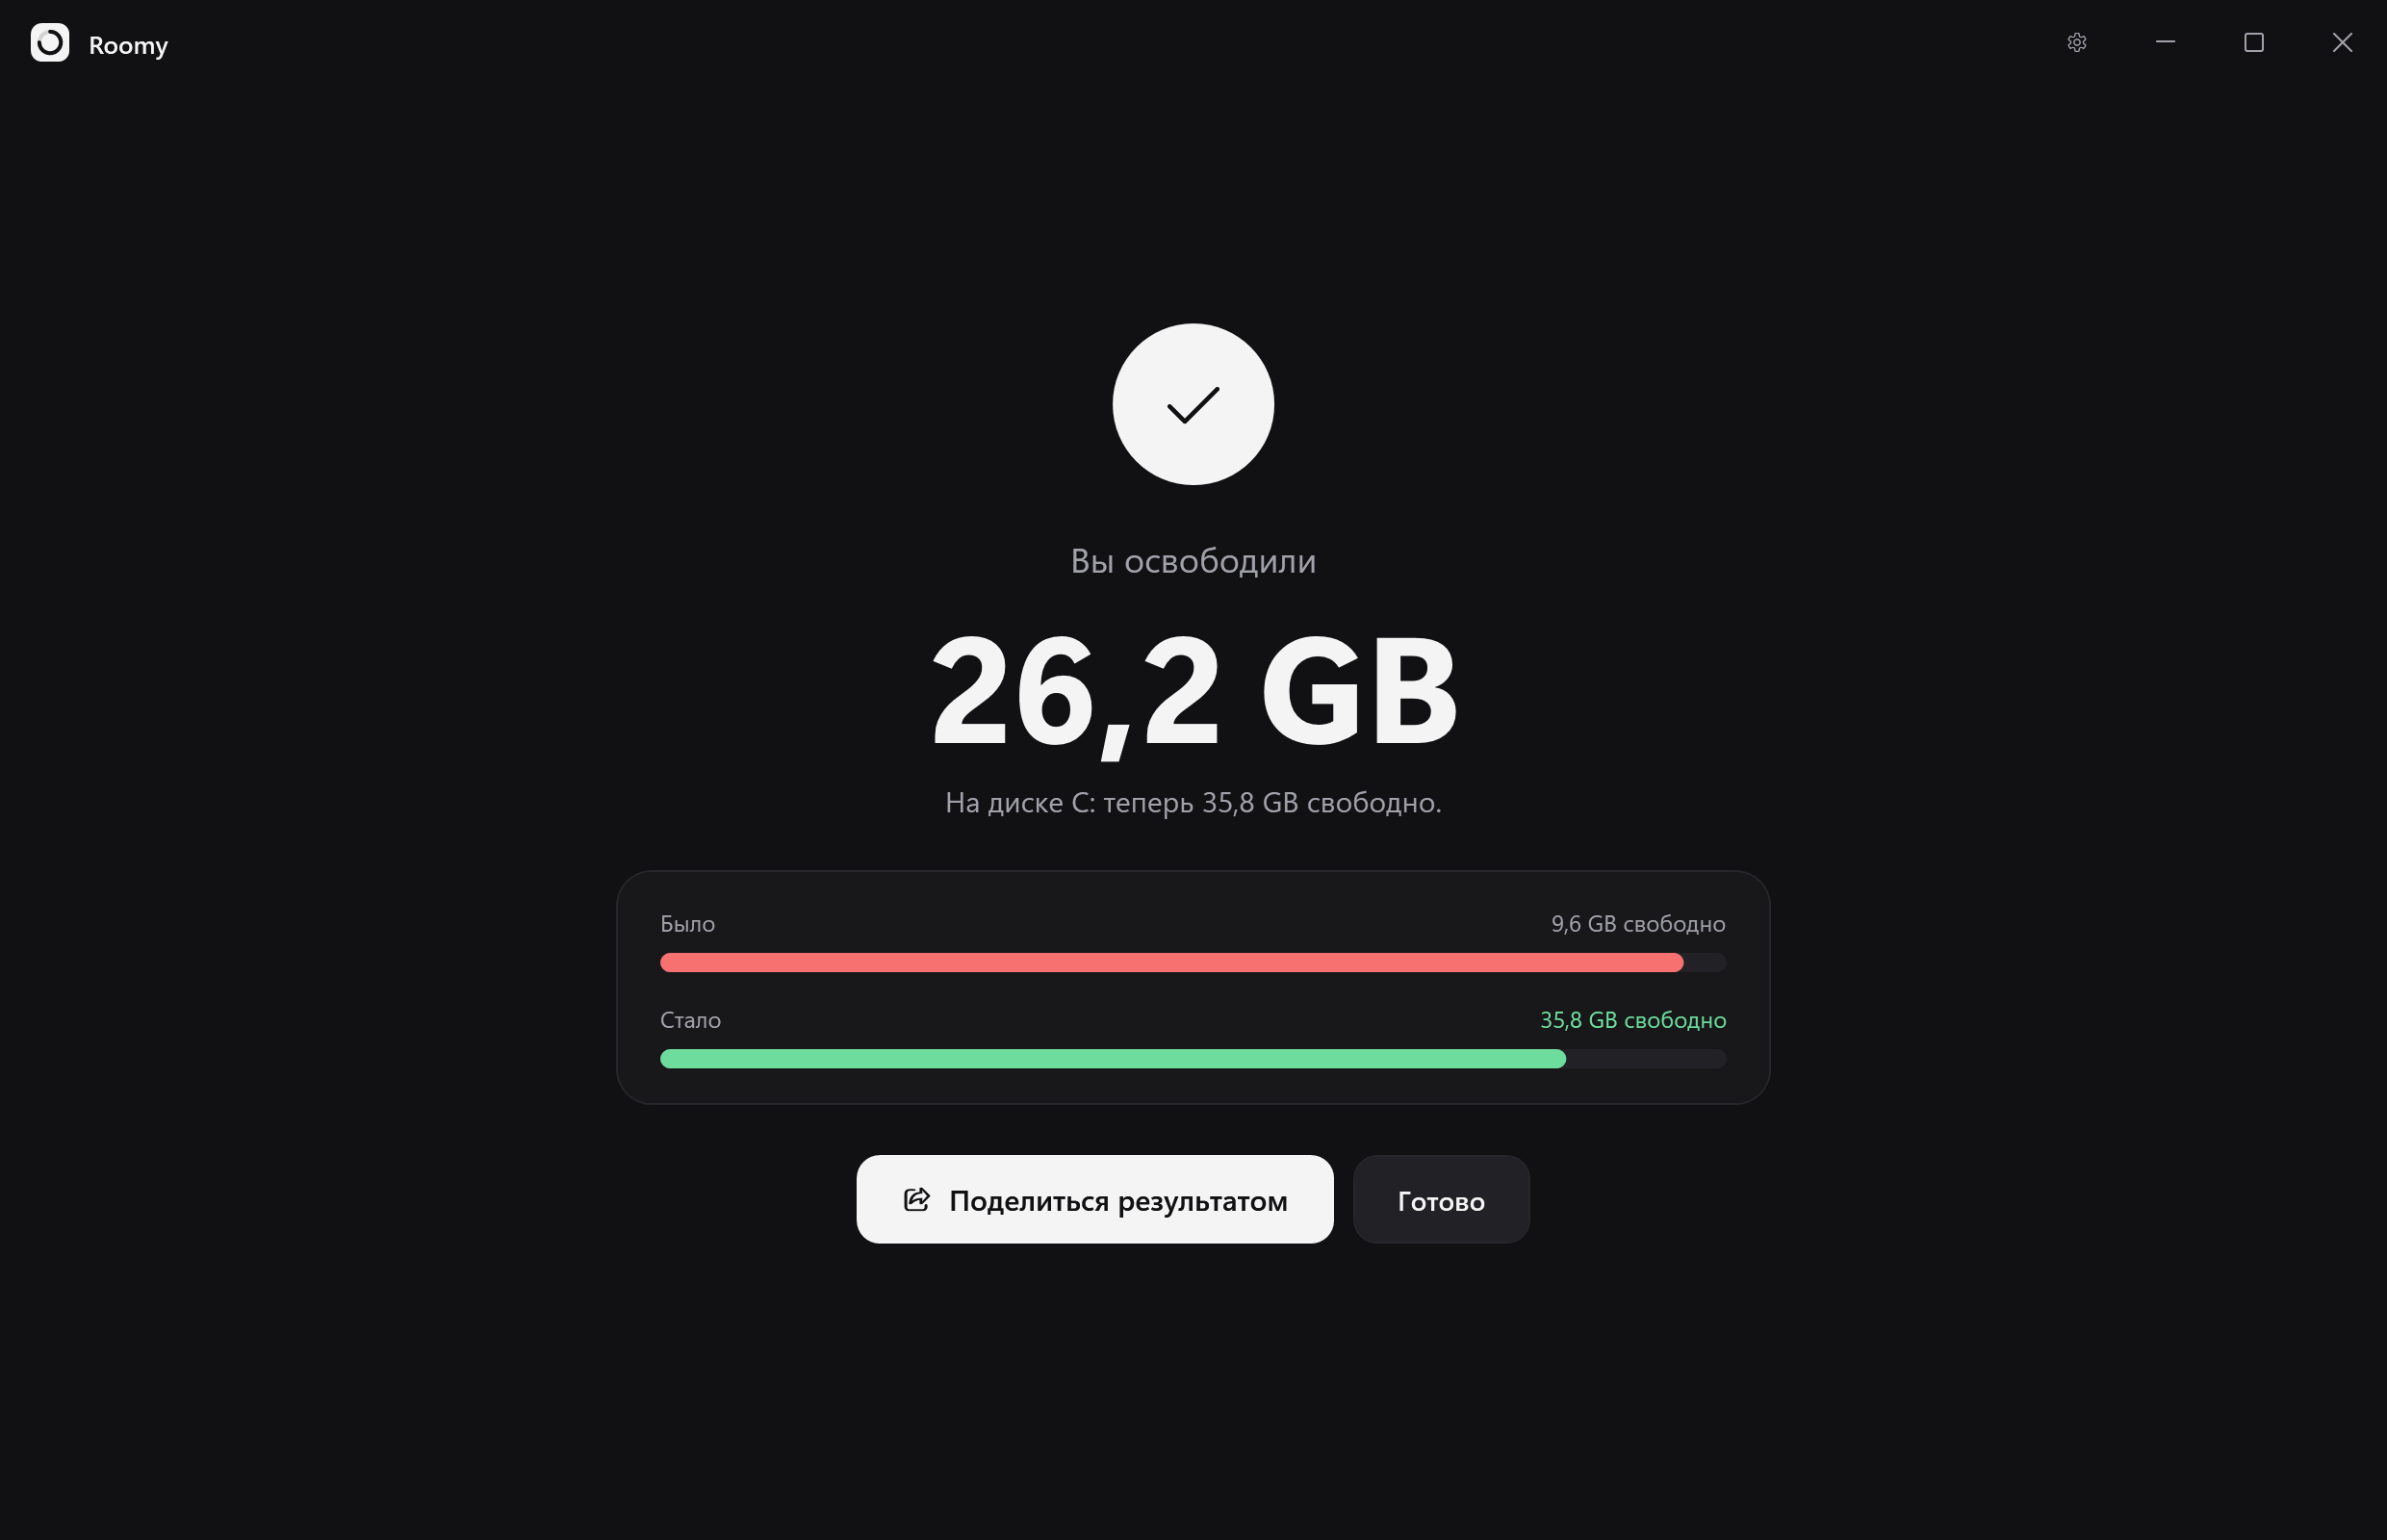 Roomy
Вы освободили
26,2 GB
На диске C: теперь 35,8 GB свободно.
Было 9,6 GB свободно
Стало 35,8 GB свободно
Поделиться результатом Готово